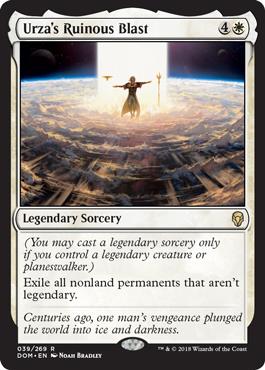 Urza's Ruinous Blast 4
Legendary Sorcery
(You may cast a legendary sorcery only
if you control a legendary creature or
planeswalker.)
Exile all nonland permanents that aren't
legendary.
Centuries ago, one man's vengeance plunged
the world into ice and darkness.
039/269 R
DOM • EN NOAH BRADLEY
™ & © 2018 Wizards of the Coast